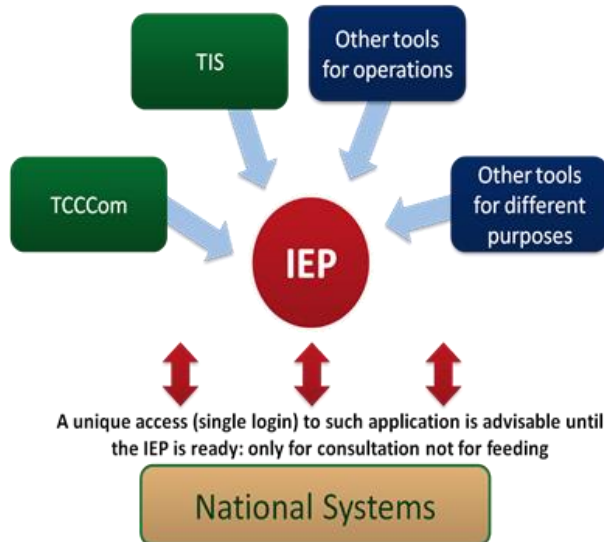 TIS
Other tools
for operations
TCCCom
Other tools
for different
purposes
IEP
A unique access (single login) to such application is advisable until
the IEP is ready: only for consultation not for feeding
National Systems